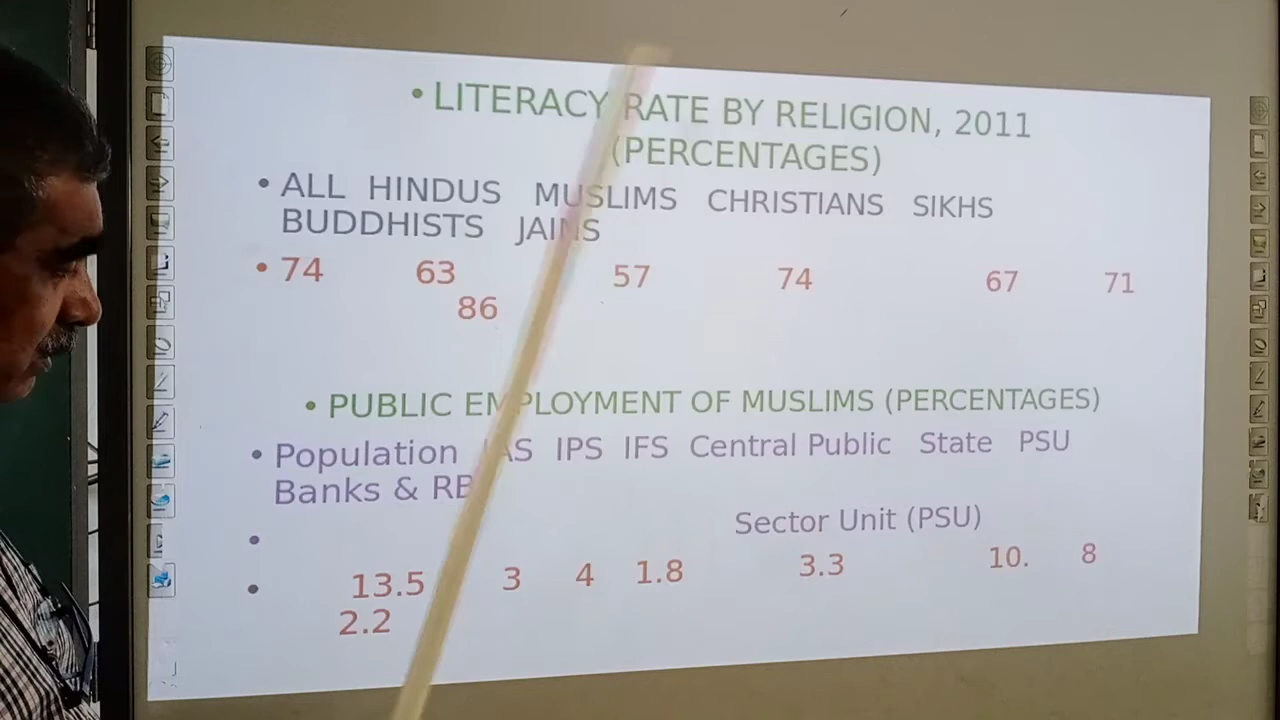 • LITERACY RATE BY RELIGION, 2011
(PERCENTAGES)
• ALL HINDUS MUSLIMS CHRISTIANS SIKHS
BUDDHISTS JAINS
• 74 63 57 74 67 71
86
• PUBLIC EMPLOYMENT OF MUSLIMS (PERCENTAGES)
• Population IPS IFS Central Public State PSU
Banks &
• Sector Unit (PSU)
• 13.5 3 4 1.8 3.3 10. 8
2.2